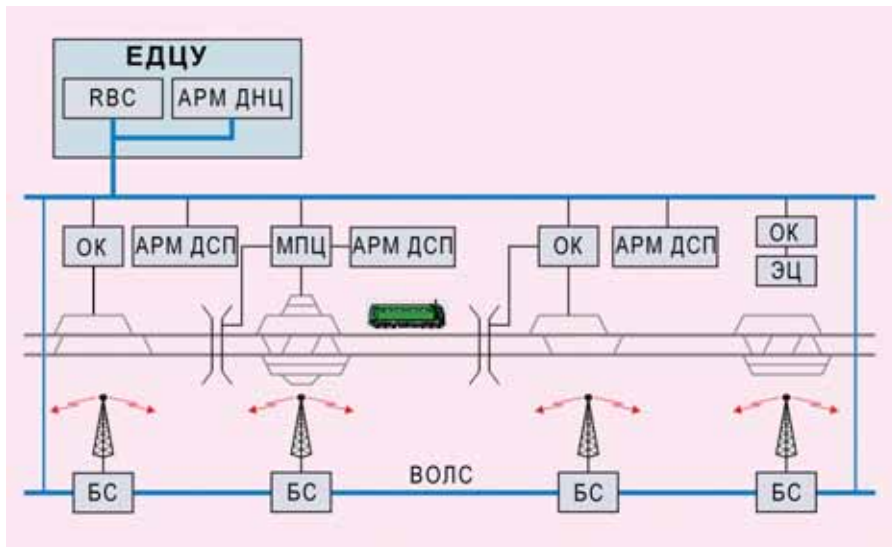 ЕДЦУ
RBC АРМ ДНЦ
ОК АРМ ДСП МПЦ АРМ ДСП ОК АРМ ДСП ОК
ЭЦ
ВОЛС
БС БС БС БС